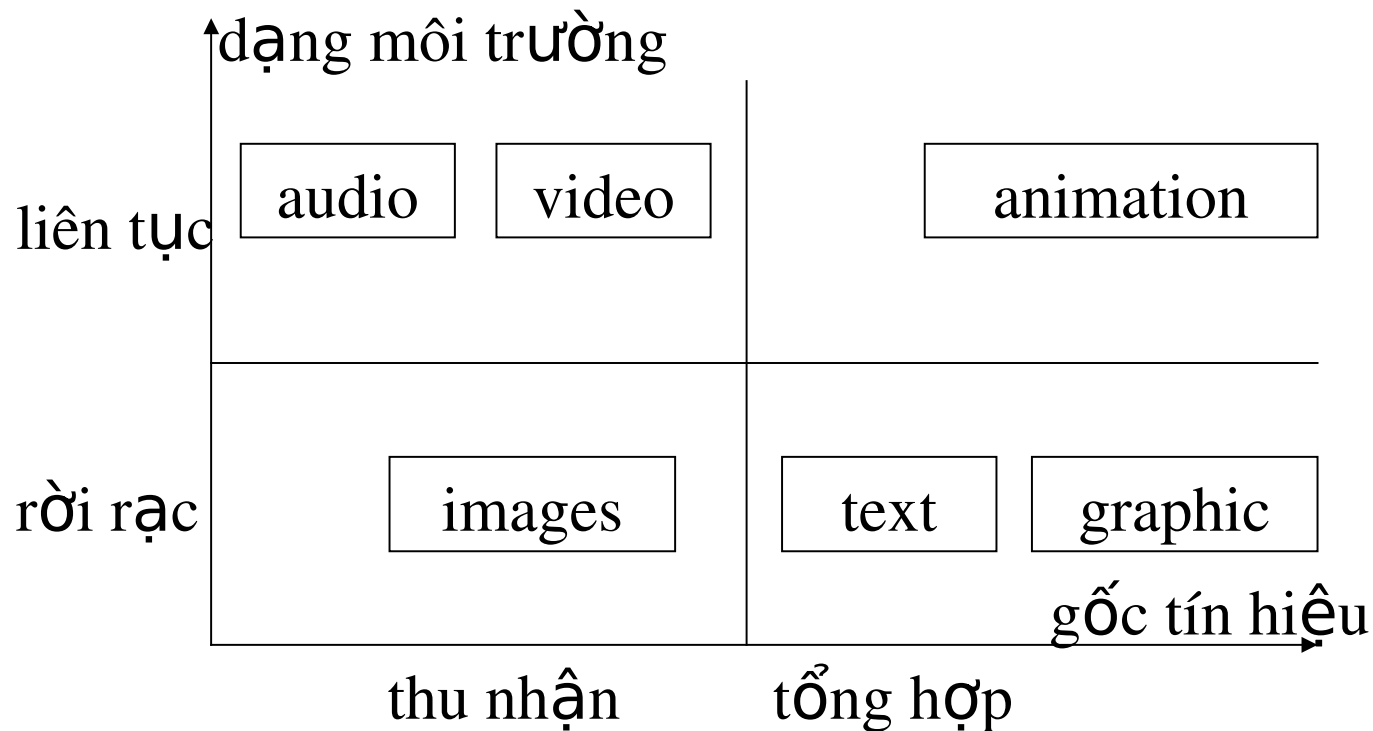 dạng môi trường
audio video animation
liên tục
rời rạc images text graphic
gốc tín hiệu
thu nhận tổng hợp